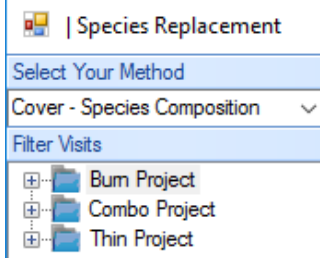 | Species Replacement
Select Your Method
Cover - Species Composition
Filter Visits
Burn Project
Combo Project
Thin Project